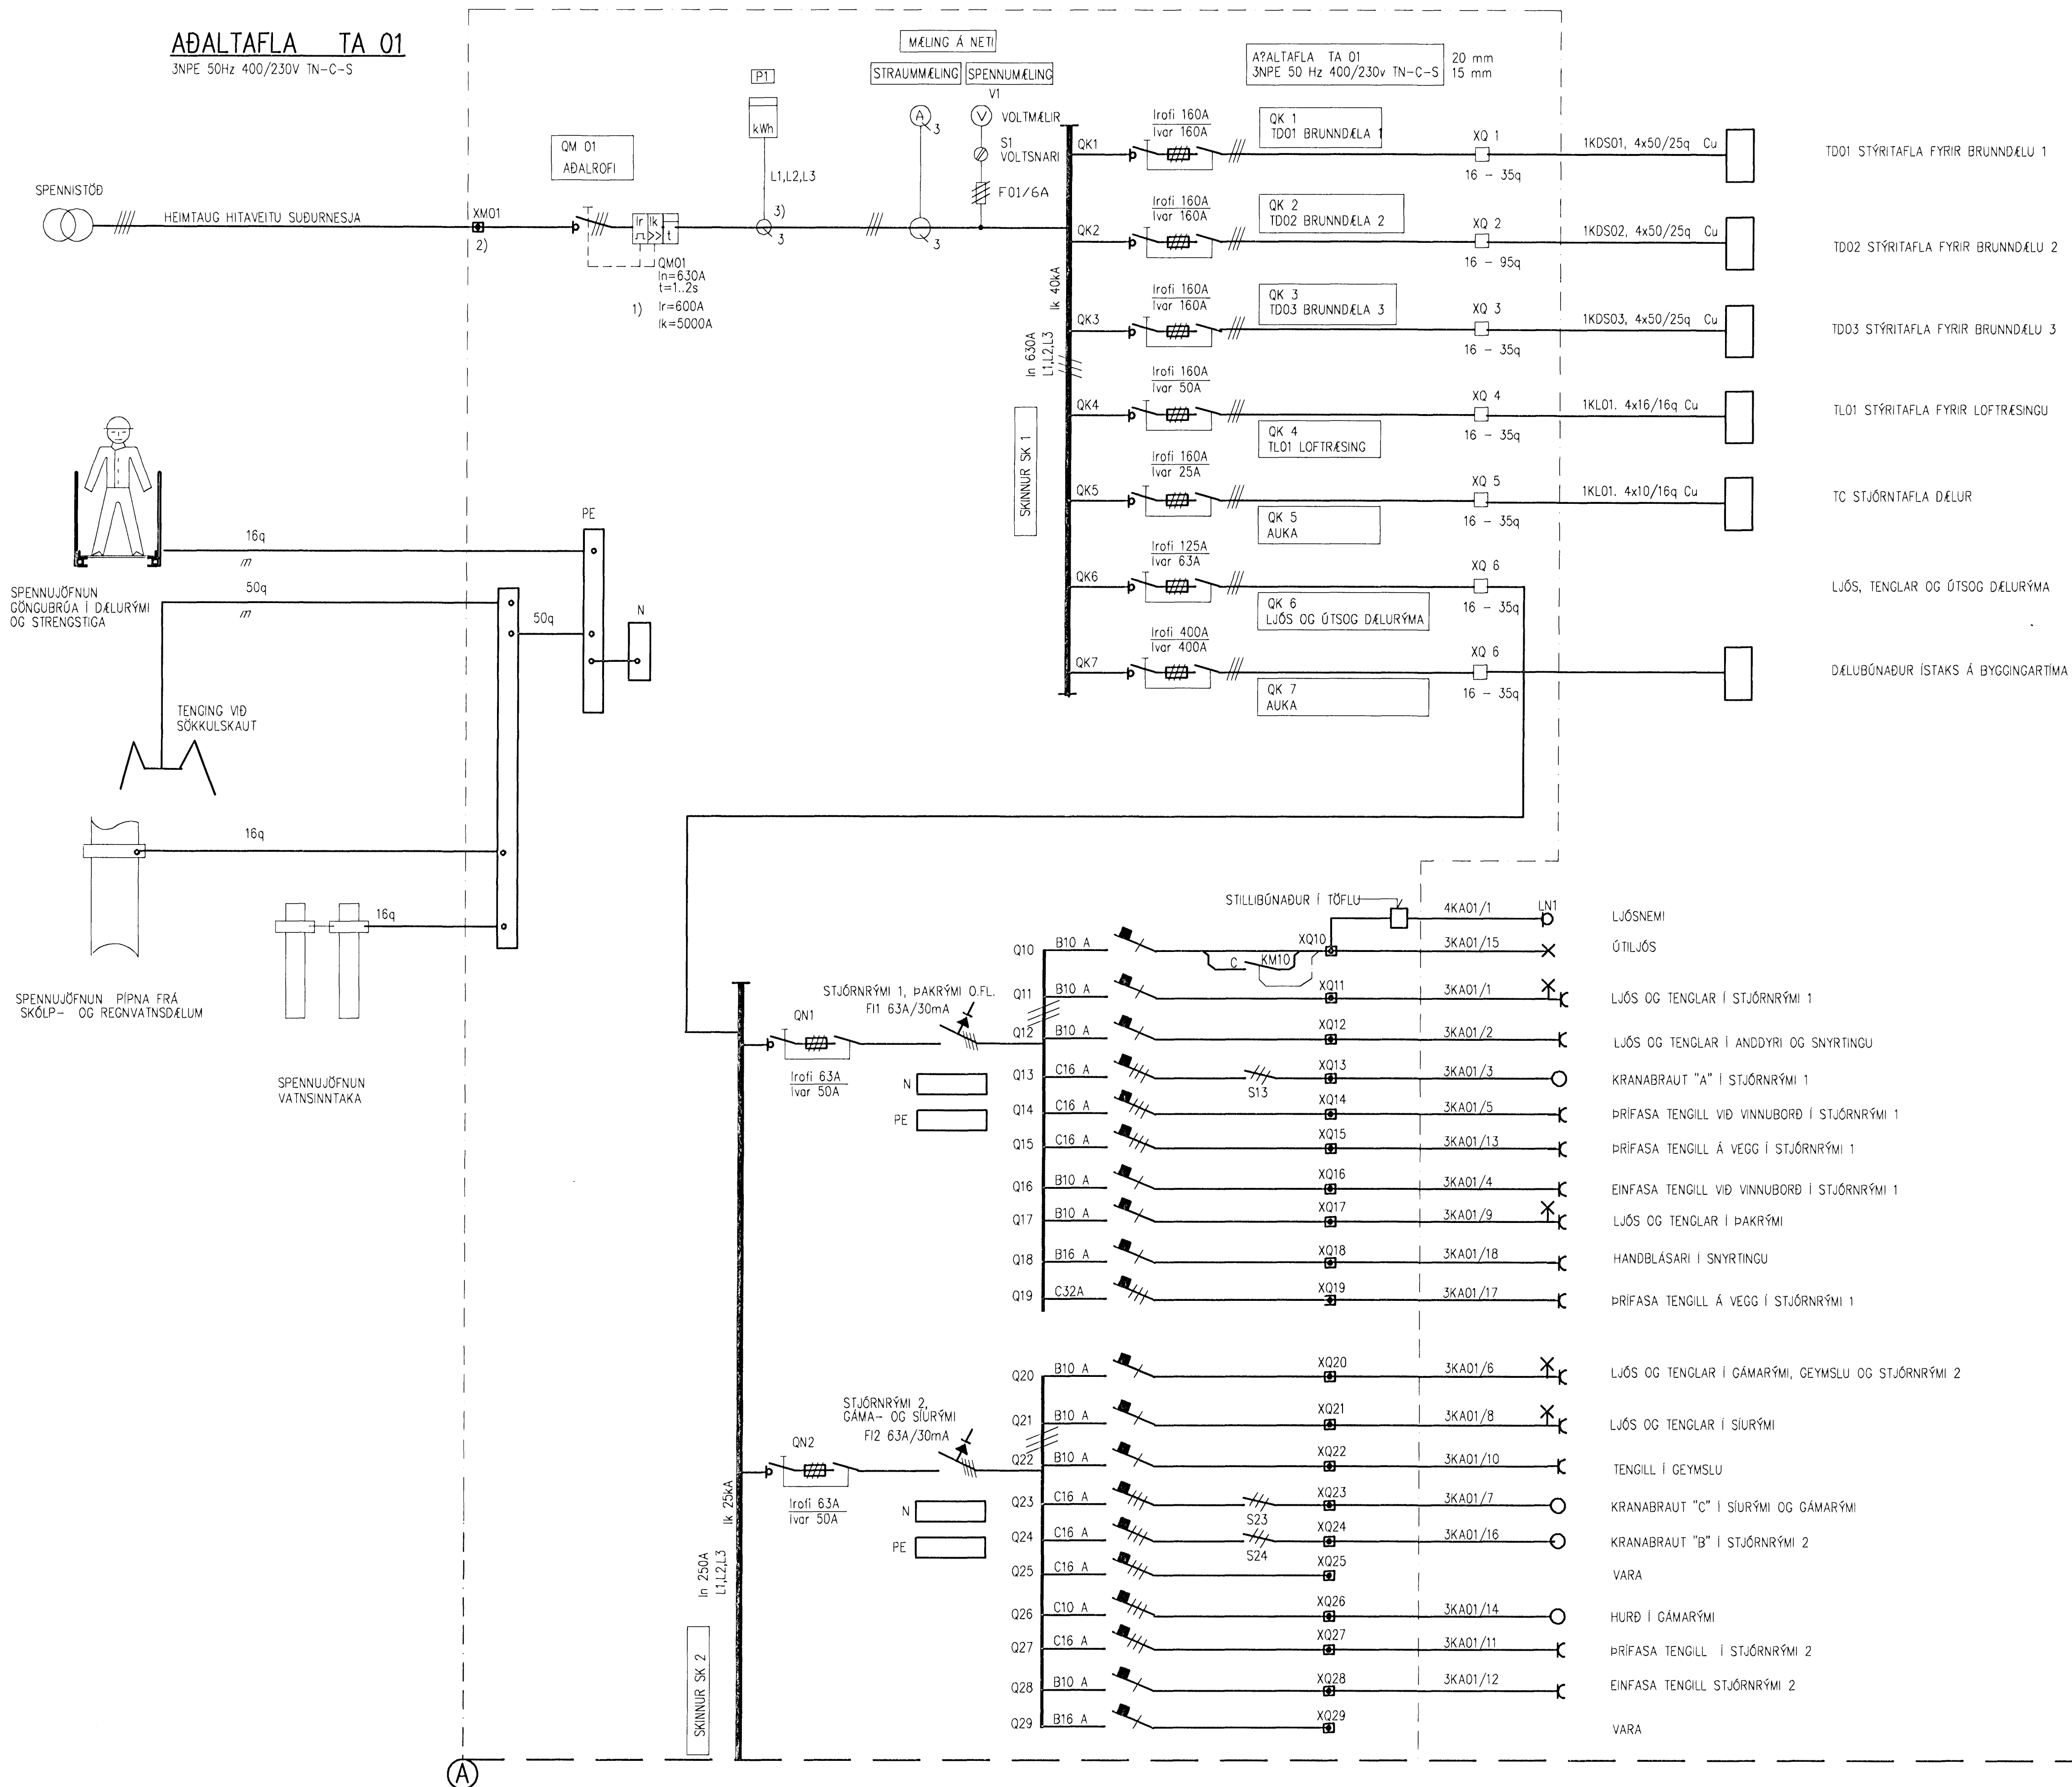 AÐALTAFLA TA 01
3NPE 50Hz 400/230V TN-C-S
SPENNISTÖÐ
HEIMTAUG HITAVEITU SUÐURNESJA
XM01
2)
QM 01
AÐALROFI
Ir
Ik
>>
t
QM01
In=630A
t=1..2s
1) Ir=600A
Ik=5000A
P1
kWh
L1,L2,L3
3)
3
MÆLING Á NETI
STRAUMMÆLING
SPENNUMÆLING
A
3
3
V1
V
VOLTMÆLIR
S1
VOLTSNARI
F01/6A
A?ALTAFLA TA 01
3NPE 50 Hz 400/230v TN-C-S
20 mm
15 mm
Ik 40kA
In 630A
L1,L2,L3
SKINNUR SK 1
QK1
Irofi 160A
Ivar 160A
QK 1
TD01 BRUNNDÆLA 1
XQ 1
16 - 35q
1KDS01, 4x50/25q Cu
TD01 STÝRITAFLA FYRIR BRUNNDÆLU 1
QK2
Irofi 160A
Ivar 160A
QK 2
TD02 BRUNNDÆLA 2
XQ 2
16 - 95q
1KDS02, 4x50/25q Cu
TD02 STÝRITAFLA FYRIR BRUNNDÆLU 2
QK3
Irofi 160A
Ivar 160A
QK 3
TD03 BRUNNDÆLA 3
XQ 3
16 - 35q
1KDS03, 4x50/25q Cu
TD03 STÝRITAFLA FYRIR BRUNNDÆLU 3
QK4
Irofi 160A
Ivar 50A
QK 4
TL01 LOFTRÆSING
XQ 4
16 - 35q
1KL01. 4x16/16q Cu
TL01 STÝRITAFLA FYRIR LOFTRÆSINGU
QK5
Irofi 160A
Ivar 25A
QK 5
AUKA
XQ 5
16 - 35q
1KL01. 4x10/16q Cu
TC STJÓRNTAFLA DÆLUR
QK6
Irofi 125A
Ivar 63A
QK 6
LJÓS OG ÚTSOG DÆLURÝMA
XQ 6
16 - 35q
LJÓS, TENGLAR OG ÚTSOG DÆLURÝMA
QK7
Irofi 400A
Ivar 400A
QK 7
AUKA
XQ 6
16 - 35q
DÆLUBÚNAÐUR ÍSTAKS Á BYGGINGARTÍMA
PE
N
16q
SPENNUJÖFNUN
GÖNGUBRÚA Í DÆLURÝMI
OG STRENGSTIGA
50q
50q
TENGING VIÐ
SÖKKULSKAUT
16q
16q
SPENNUJÖFNUN PÍPNA FRÁ
SKÓLP- OG REGNVATNSDÆLUM
SPENNUJÖFNUN
VATNSINNTAKA
Ik 25kA
In 250A
L1,L2,L3
SKINNUR SK 2
QN1
Irofi 63A
Ivar 50A
STJÓRNRÝMI 1, ÞAKRÝMI O.FL.
FI1 63A/30mA
N
PE
STILLIBÚNAÐUR Í TÖFLU
4KA01/1
LN1
LJÓSNEMI
Q10 B10 A
C KM10
XQ10 3KA01/15
ÚTILJÓS
Q11 B10 A XQ11 3KA01/1 LJÓS OG TENGLAR Í STJÓRNRÝMI 1
Q12 B10 A XQ12 3KA01/2 LJÓS OG TENGLAR Í ANDDYRI OG SNYRTINGU
Q13 C16 A S13 XQ13 3KA01/3 KRANABRAUT "A" Í STJÓRNRÝMI 1
Q14 C16 A XQ14 3KA01/5 ÞRÍFASA TENGILL VIÐ VINNUBORÐ Í STJÓRNRÝMI 1
Q15 C16 A XQ15 3KA01/13 ÞRÍFASA TENGILL Á VEGG Í STJÓRNRÝMI 1
Q16 B10 A XQ16 3KA01/4 EINFASA TENGILL VIÐ VINNUBORÐ Í STJÓRNRÝMI 1
Q17 B10 A XQ17 3KA01/9 LJÓS OG TENGLAR Í ÞAKRÝMI
Q18 B16 A XQ18 3KA01/18 HANDBLÁSARI Í SNYRTINGU
Q19 C32A XQ19 3KA01/17 ÞRÍFASA TENGILL Á VEGG Í STJÓRNRÝMI 1
QN2
Irofi 63A
Ivar 50A
STJÓRNRÝMI 2,
GÁMA- OG SÍURÝMI
FI2 63A/30mA
N
PE
Q20 B10 A XQ20 3KA01/6 LJÓS OG TENGLAR Í GÁMARÝMI, GEYMSLU OG STJÓRNRÝMI 2
Q21 B10 A XQ21 3KA01/8 LJÓS OG TENGLAR Í SÍURÝMI
Q22 B10 A XQ22 3KA01/10 TENGILL Í GEYMSLU
Q23 C16 A S23 XQ23 3KA01/7 KRANABRAUT "C" Í SÍURÝMI OG GÁMARÝMI
Q24 C16 A S24 XQ24 3KA01/16 KRANABRAUT "B" Í STJÓRNRÝMI 2
Q25 C16 A XQ25 VARA
Q26 C10 A XQ26 3KA01/14 HURÐ Í GÁMARÝMI
Q27 C16 A XQ27 3KA01/11 ÞRÍFASA TENGILL Í STJÓRNRÝMI 2
Q28 B10 A XQ28 3KA01/12 EINFASA TENGILL STJÓRNRÝMI 2
Q29 B16 A XQ29 VARA
A